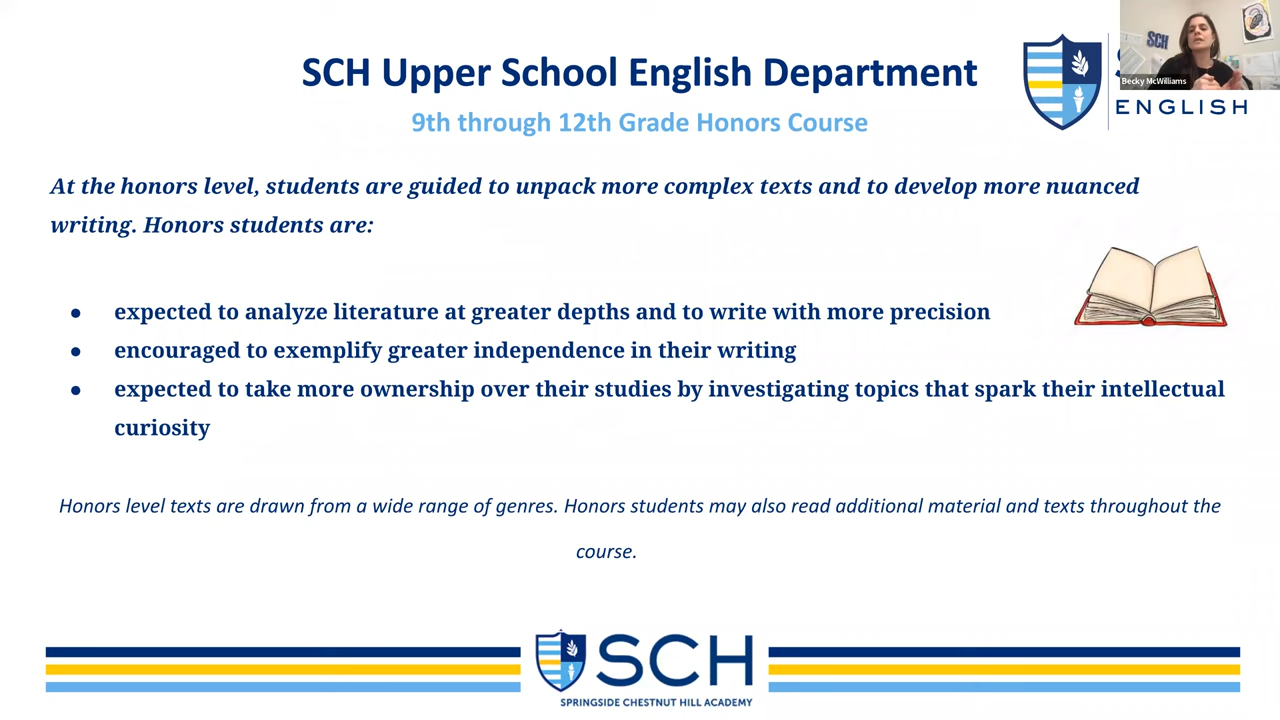 SCH Upper School English Department
9th through 12th Grade Honors Course
SCH
Becky McWilliams
ENGLISH
At the honors level, students are guided to unpack more complex texts and to develop more nuanced
writing. Honors students are:
● expected to analyze literature at greater depths and to write with more precision
● encouraged to exemplify greater independence in their writing
● expected to take more ownership over their studies by investigating topics that spark their intellectual
curiosity
Honors level texts are drawn from a wide range of genres. Honors students may also read additional material and texts throughout the
course.
SCH
SPRINGSIDE CHESTNUT HILL ACADEMY